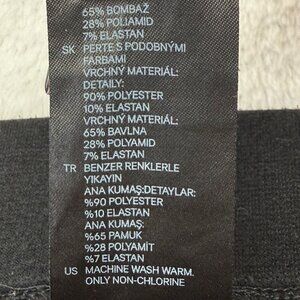 65% BOMBAŽ
28% POLIAMID
7% ELASTAN
SK PERTE S PODOBNÝMI
FARBAMI
VRCHNÝ MATERIÁL:
DETAILY:
90% POLYESTER
10% ELASTAN
VRCHNÝ MATERIÁL:
65% BAVLNA
28% POLYAMID
7% ELASTAN
TR BENZER RENKLERLE
YIKAYIN
ANA KUMAŞ:DETAYLAR:
%90 POLYESTER
%10 ELASTAN
ANA KUMAŞ:
%65 PAMUK
%28 POLYAMİT
%7 ELASTAN
US MACHINE WASH WARM.
ONLY NON-CHLORINE